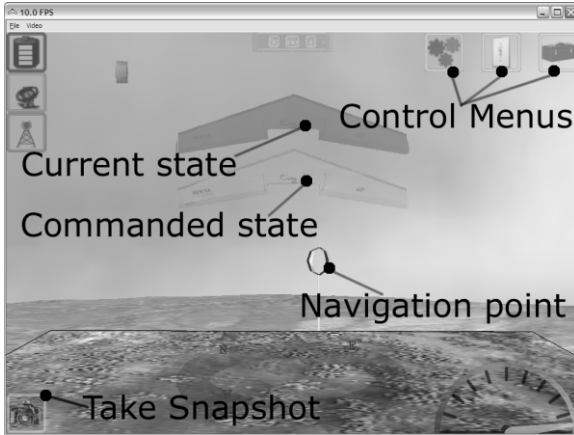 10.0 FPS
File Video
Control Menus
Current state
Commanded state
Navigation point
N
Take Snapshot